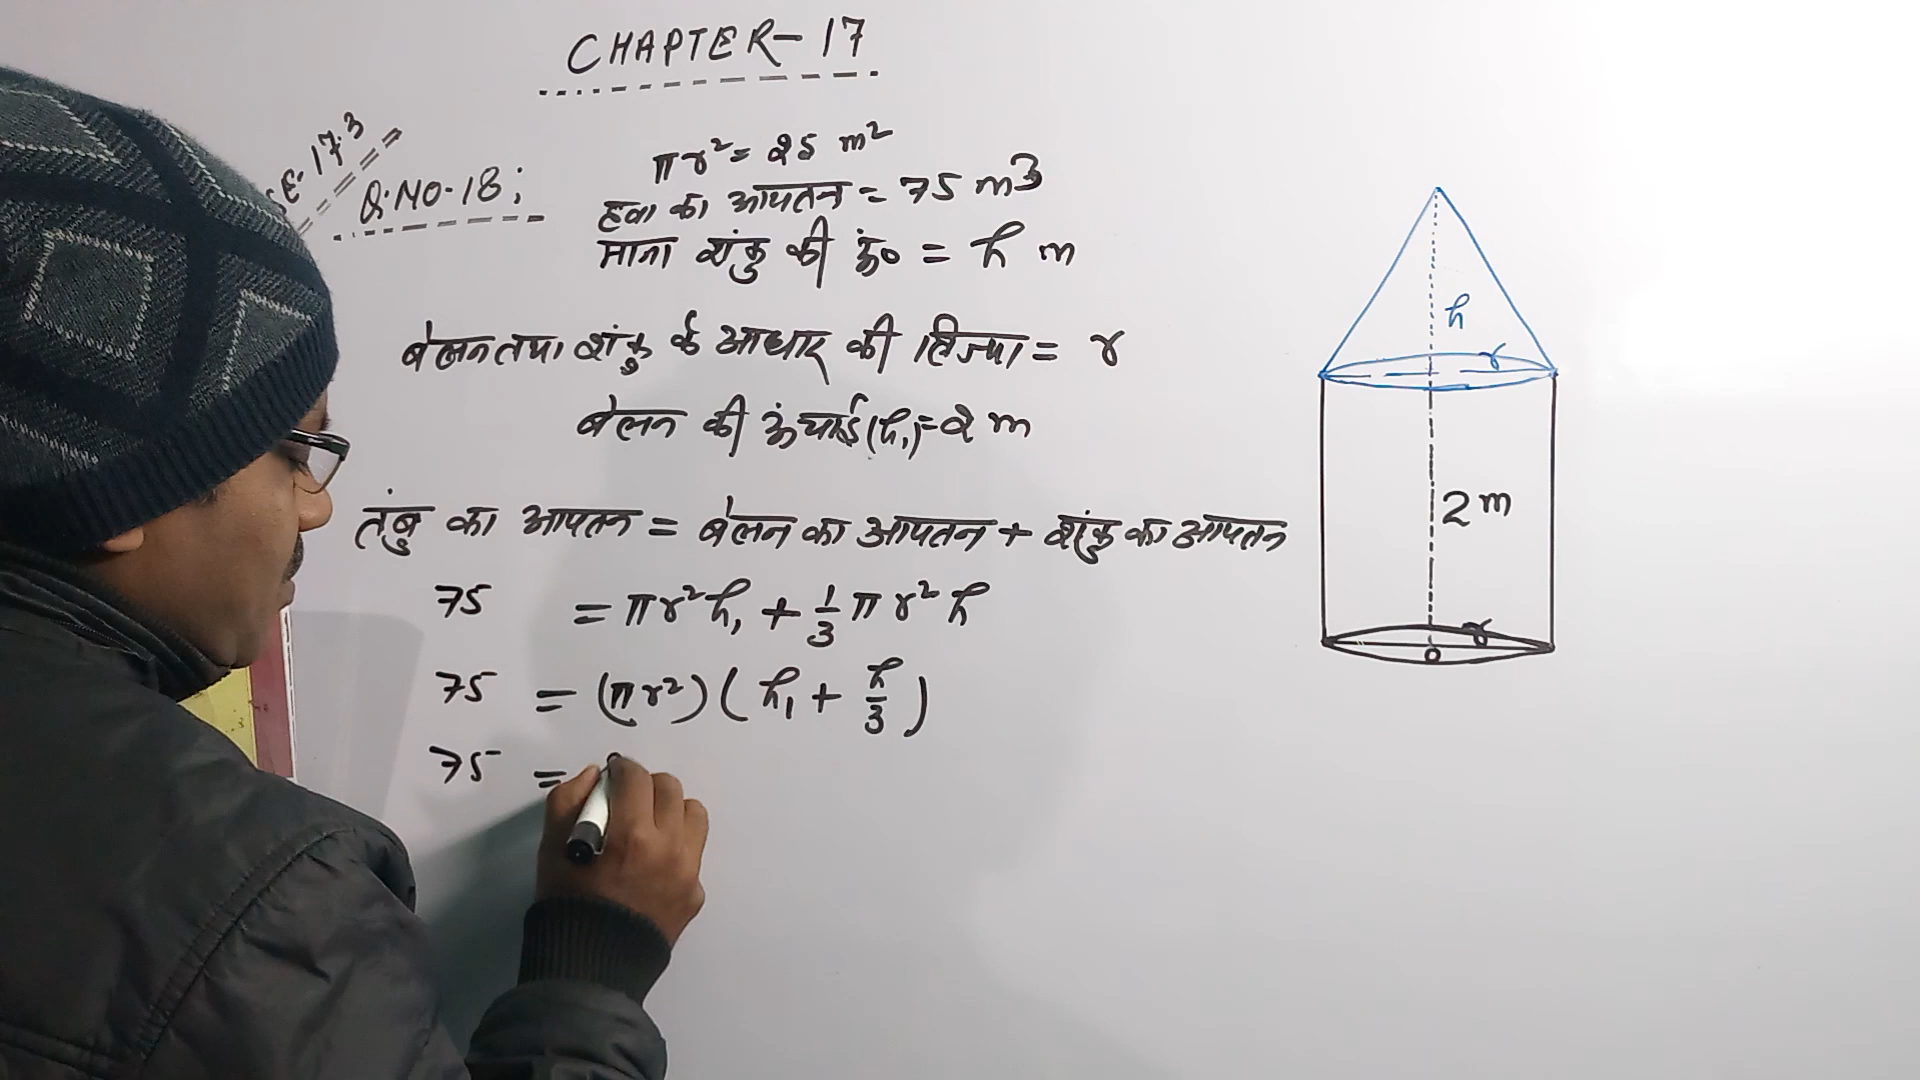 CHAPTER-17
E-17.3
Q.NO.18;
πr² = 25 m²
हवा का आयतन = 75 m3
माना शंकु की ऊं० = h m
बेलन तथा शंकु के आधार की त्रिज्या = r
बेलन की ऊंचाई (h₁) = 2 m
तंबु का आयतन = बेलन का आयतन + शंकु का आयतन
75 = πr²h₁ + 1/3 πr²h
75 = (πr²) (h₁ + h/3)
75 =
h
r
2 m
r
o